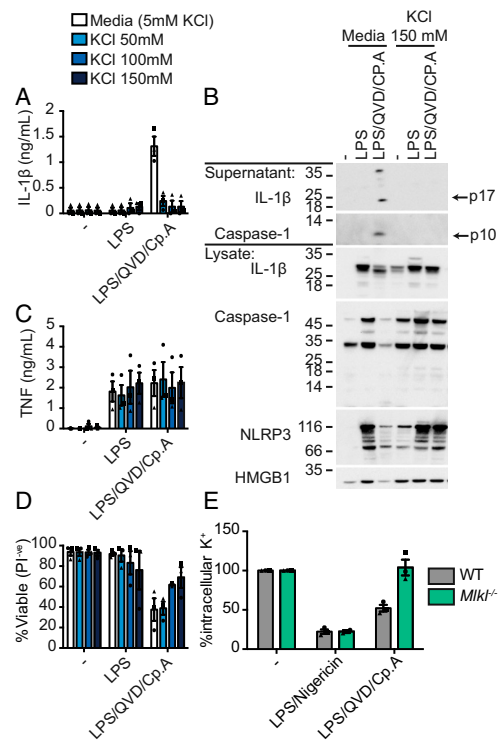 Media (5mM KCl)
KCl 50mM
KCl 100mM
KCl 150mM
A
IL-1β (ng/mL)
2
1.5
1
0.5
0
-
LPS
LPS/QVD/Cp.A
B
KCl
Media 150 mM
-
LPS
LPS/QVD/CP.A
-
LPS
LPS/QVD/CP.A
Supernatant:
IL-1β
35
25
18
p17
14
Caspase-1
p10
Lysate:
IL-1β
35
25
18
Caspase-1
45
35
25
18
14
NLRP3
116
66
HMGB1
35
C
TNF (ng/mL)
6
4
2
0
-
LPS
LPS/QVD/Cp.A
D
%Viable (PI-ve)
100
80
60
40
20
0
-
LPS
LPS/QVD/Cp.A
E
%intracellular K+
150
100
50
0
-
LPS/Nigericin
LPS/QVD/Cp.A
WT
Mlkl-/-